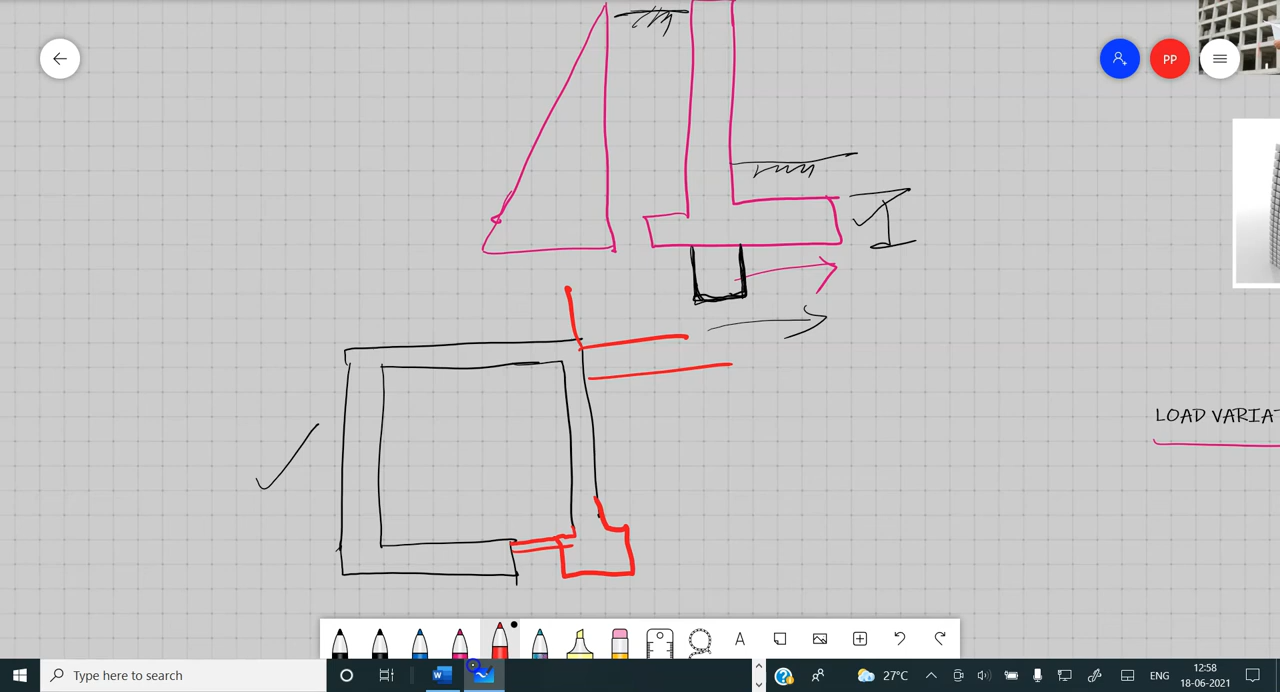 PP
LOAD VARIAT
A
Type here to search
27°C
ENG
12:58
18-06-2021